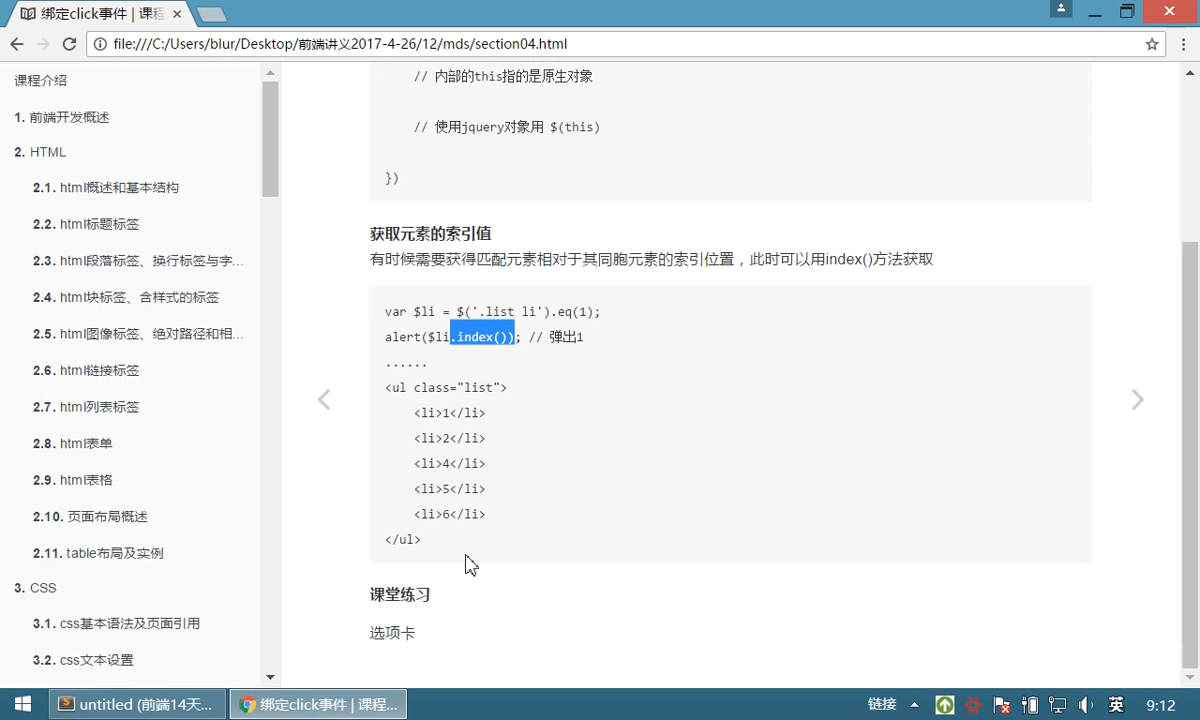 绑定click事件 | 课程
file:///C:/Users/blur/Desktop/前端讲义2017-4-26/12/mds/section04.html
课程介绍
1. 前端开发概述
2. HTML
2.1. html概述和基本结构
2.2. html标题标签
2.3. html段落标签、换行标签与字...
2.4. html块标签、含样式的标签
2.5. html图像标签、绝对路径和相...
2.6. html链接标签
2.7. html列表标签
2.8. html表单
2.9. html表格
2.10. 页面布局概述
2.11. table布局及实例
3. CSS
3.1. css基本语法及页面引用
3.2. css文本设置
// 内部的this指的是原生对象
// 使用jquery对象用 $(this)
})
获取元素的索引值
有时候需要获得匹配元素相对于其同胞元素的索引位置，此时可以用index()方法获取
var $li = $('.list li').eq(1);
alert($li.index()); // 弹出1
......
<ul class="list">
<li>1</li>
<li>2</li>
<li>4</li>
<li>5</li>
<li>6</li>
</ul>
课堂练习
选项卡
untitled (前端14天...
绑定click事件 | 课程...
链接
英
9:12